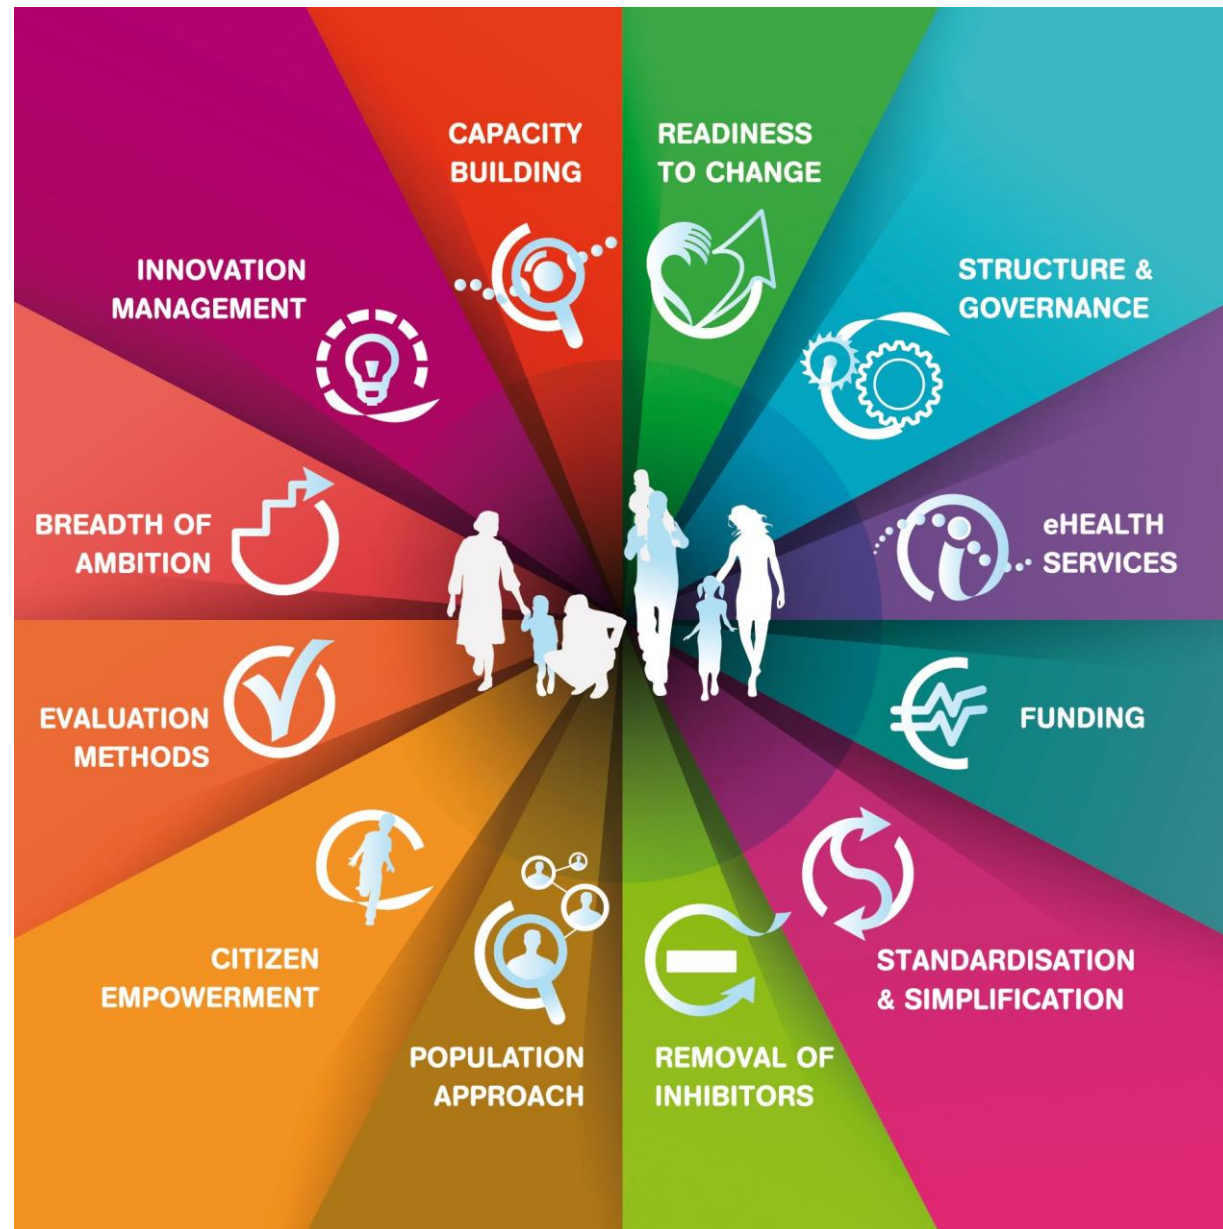 CAPACITY
BUILDING
READINESS
TO CHANGE
STRUCTURE &
GOVERNANCE
eHEALTH
SERVICES
FUNDING
STANDARDISATION
& SIMPLIFICATION
REMOVAL OF
INHIBITORS
POPULATION
APPROACH
CITIZEN
EMPOWERMENT
EVALUATION
METHODS
BREADTH OF
AMBITION
INNOVATION
MANAGEMENT